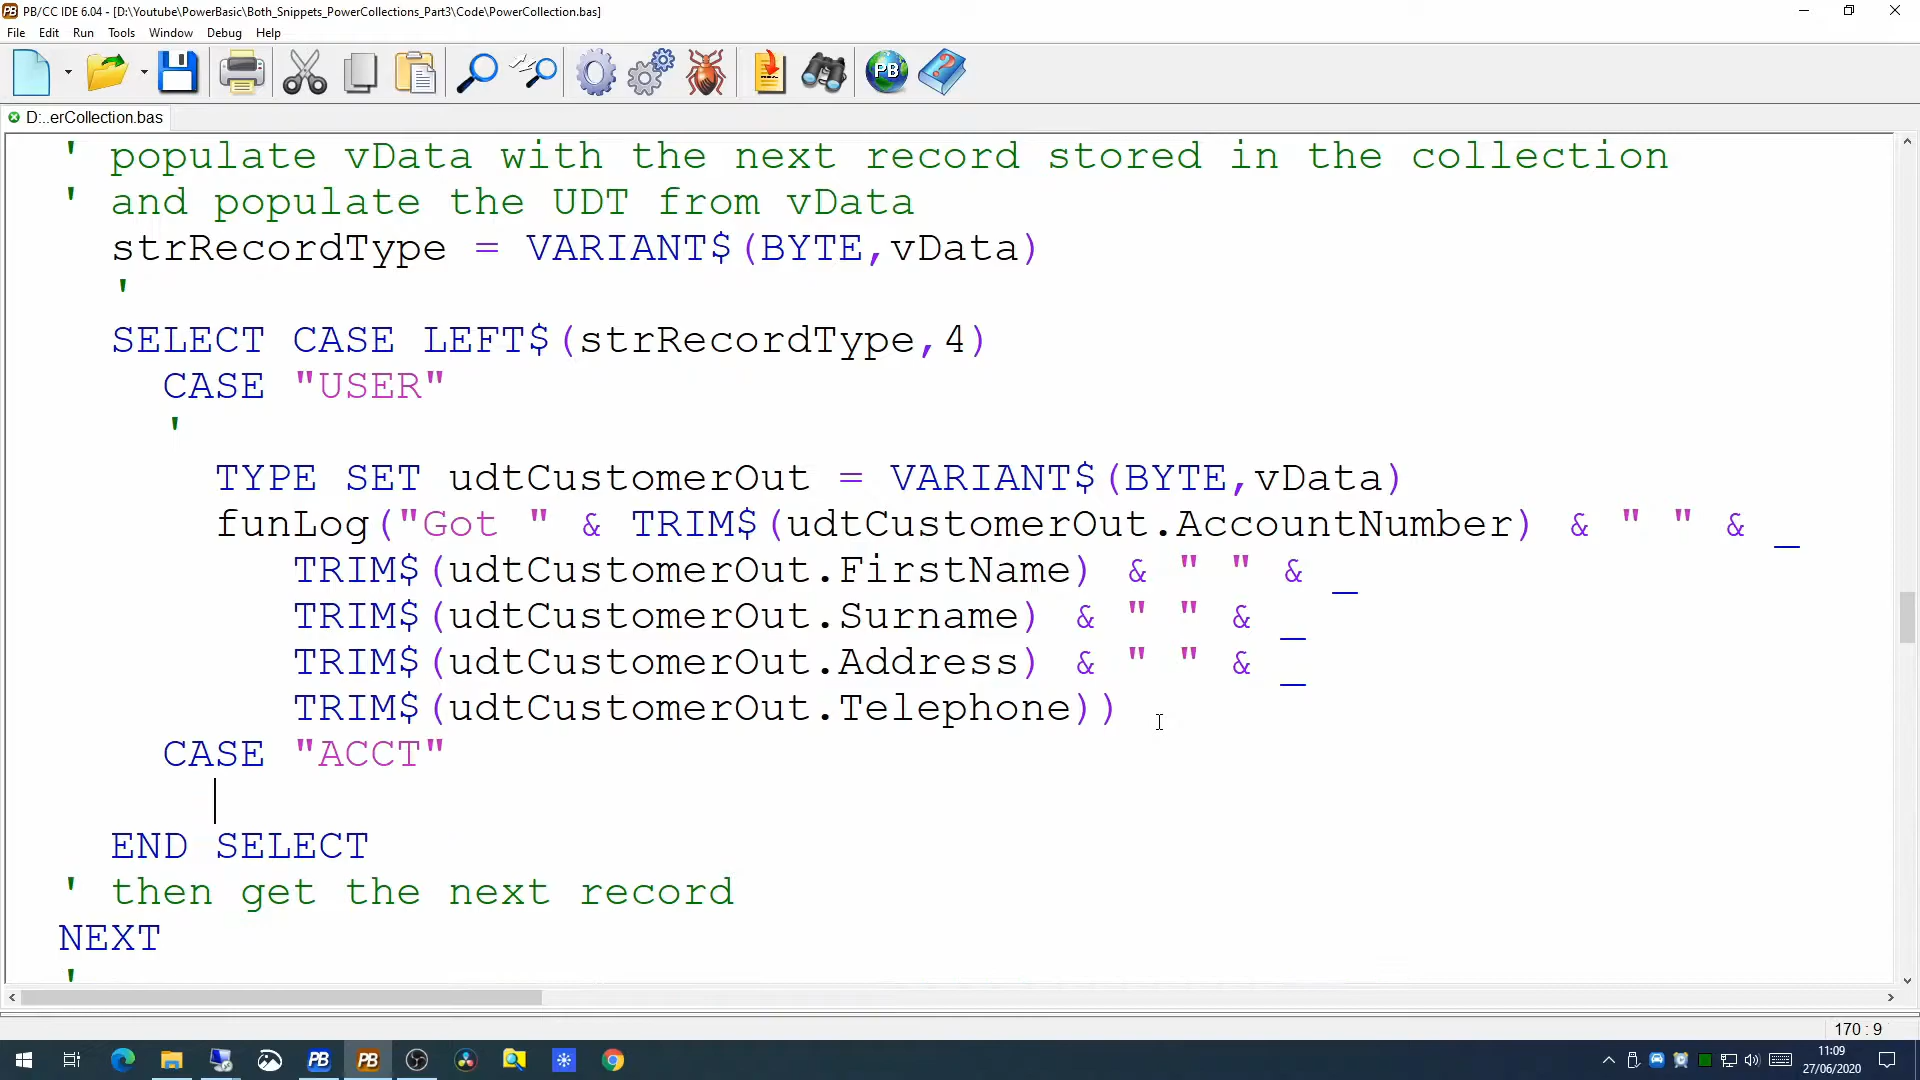 PB/CC IDE 6.04 - [D:\Youtube\PowerBasic\Both_Snippets_PowerCollections_Part3\Code\PowerCollection.bas]
File Edit Run Tools Window Debug Help
PB
D:..erCollection.bas
' populate vData with the next record stored in the collection
' and populate the UDT from vData
strRecordType = VARIANT$(BYTE,vData)
'
SELECT CASE LEFT$(strRecordType,4)
CASE "USER"
'
TYPE SET udtCustomerOut = VARIANT$(BYTE,vData)
funLog("Got " & TRIM$(udtCustomerOut.AccountNumber) & " " & _
TRIM$(udtCustomerOut.FirstName) & " " & _
TRIM$(udtCustomerOut.Surname) & " " & _
TRIM$(udtCustomerOut.Address) & " " & _
TRIM$(udtCustomerOut.Telephone))
CASE "ACCT"
END SELECT
' then get the next record
NEXT
'
170 : 9
PB PB
11:09
27/06/2020